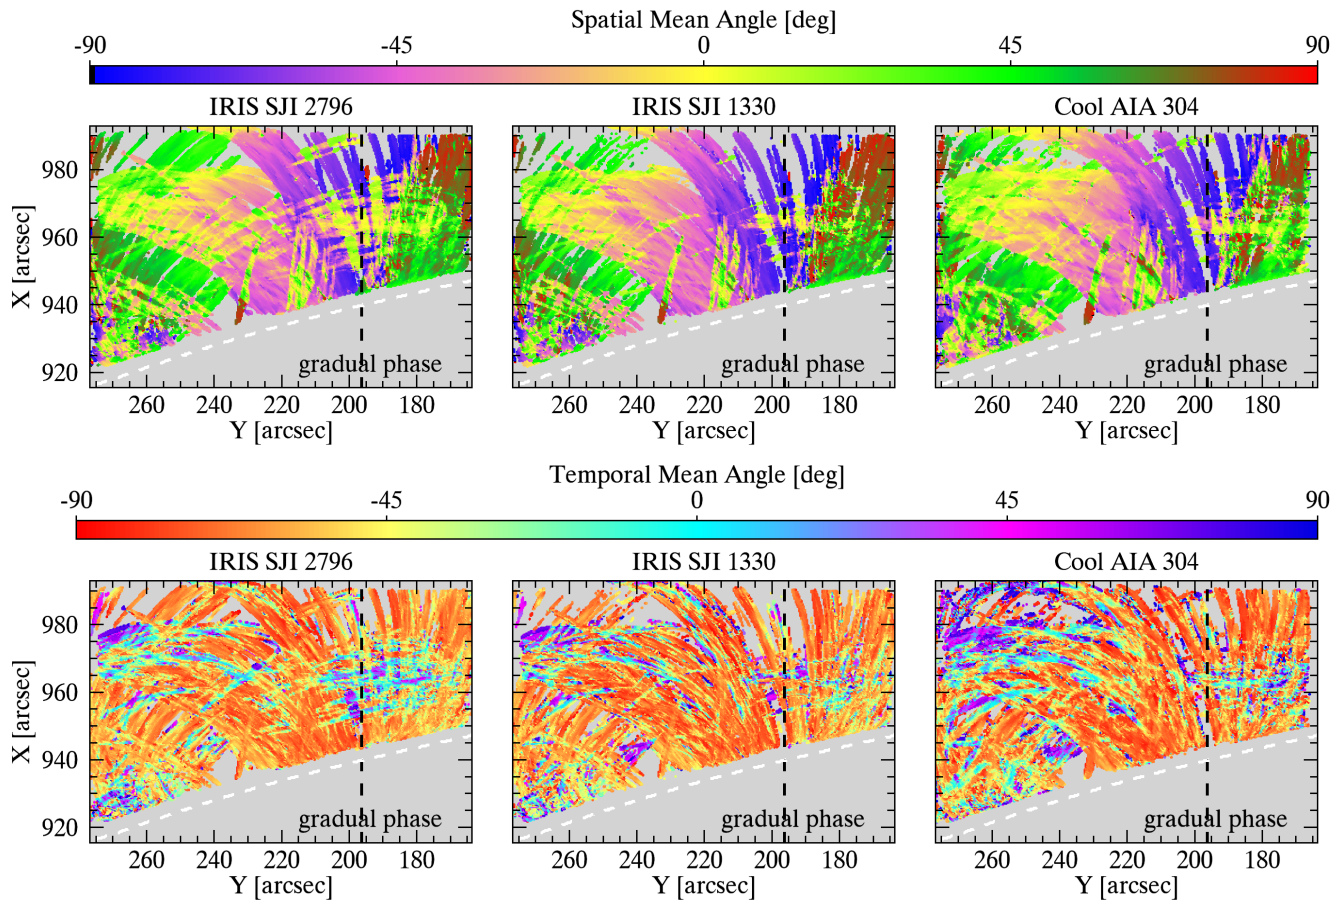 Spatial Mean Angle [deg]
-90 -45 0 45 90
IRIS SJI 2796 IRIS SJI 1330 Cool AIA 304
980
960
940
920
X [arcsec]
gradual phase gradual phase gradual phase
260 240 220 200 180 260 240 220 200 180 260 240 220 200 180
Y [arcsec] Y [arcsec] Y [arcsec]
Temporal Mean Angle [deg]
-90 -45 0 45 90
IRIS SJI 2796 IRIS SJI 1330 Cool AIA 304
980
960
940
920
X [arcsec]
gradual phase gradual phase gradual phase
260 240 220 200 180 260 240 220 200 180 260 240 220 200 180
Y [arcsec] Y [arcsec] Y [arcsec]